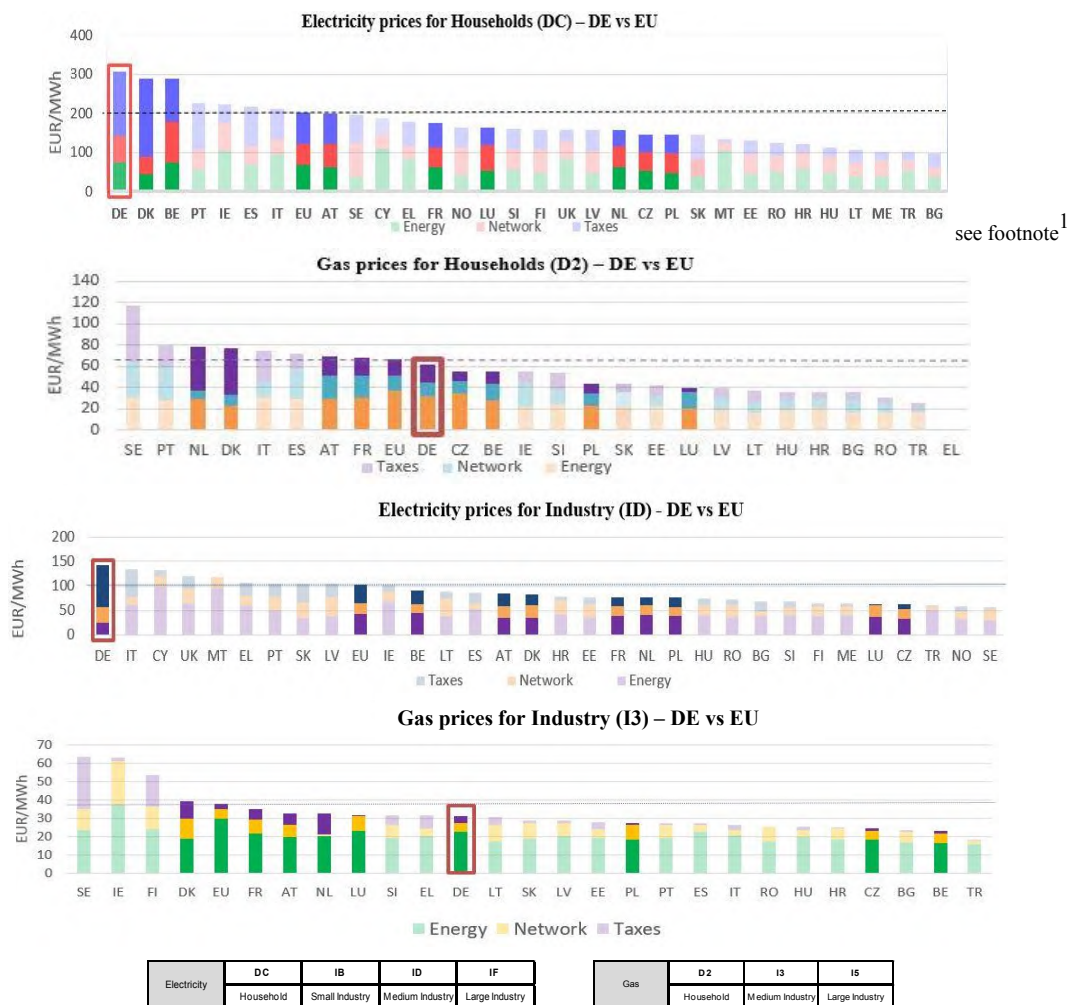 Electricity prices for Households (DC) – DE vs EU
400
300
200
100
0
EUR/MWh
DE DK BE PT IE ES IT EU AT SE CY EL FR NO LU SI FI UK LV NL CZ PL SK MT EE RO HR HU LT ME TR BG
Energy Network Taxes
see footnote1
Gas prices for Households (D2) – DE vs EU
140
120
100
80
60
40
20
0
EUR/MWh
SE PT NL DK IT ES AT FR EU DE CZ BE IE SI PL SK EE LU LV LT HU HR BG RO TR EL
Taxes Network Energy
Electricity prices for Industry (ID) - DE vs EU
200
150
100
50
0
EUR/MWh
DE IT CY UK MT EL PT SK LV EU IE BE LT ES AT DK HR EE FR NL PL HU RO BG SI FI ME LU CZ TR NO SE
Taxes Network Energy
Gas prices for Industry (I3) – DE vs EU
70
60
50
40
30
20
10
0
EUR/MWh
SE IE FI DK EU FR AT NL LU SI EL DE LT SK LV EE PL PT ES IT RO HU HR CZ BG BE TR
Energy Network Taxes
Electricity DC IB ID IF
Household Small Industry Medium Industry Large Industry
Gas D2 I3 I5
Household Medium Industry Large Industry